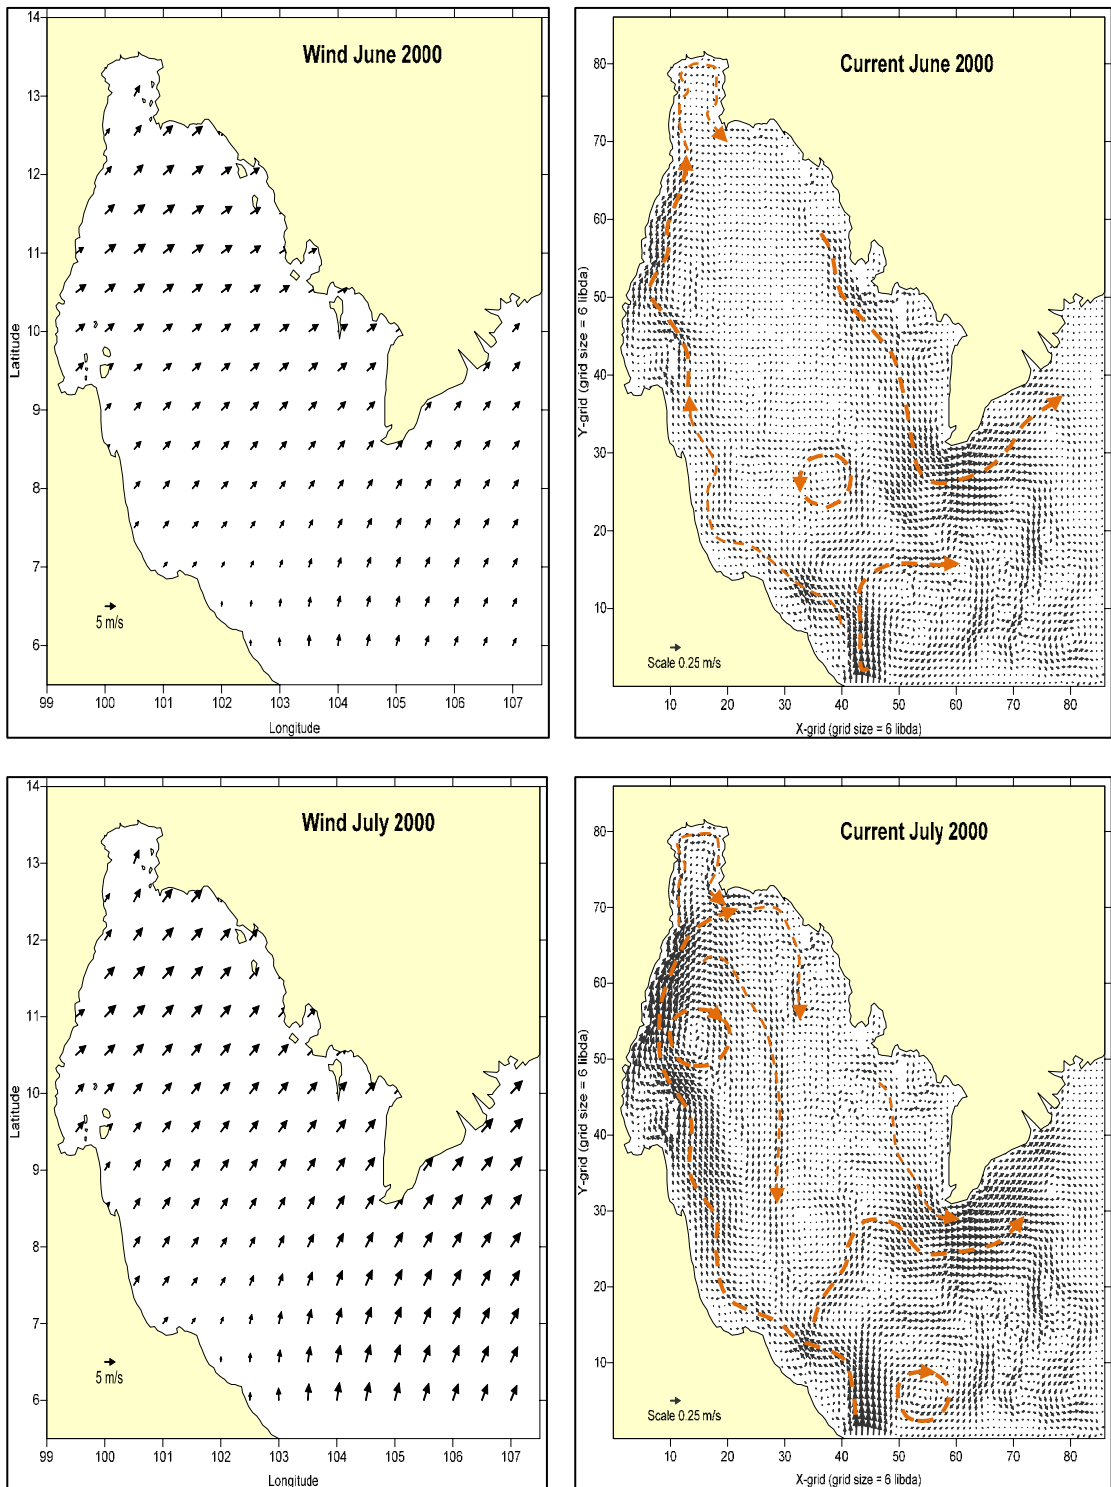 Wind June 2000
14
13
12
11
10
9
8
7
6
Latitude
5 m/s
99 100 101 102 103 104 105 106 107
Longitude
Current June 2000
80
70
60
50
40
30
20
10
Y-grid (grid size = 6 libda)
Scale 0.25 m/s
10 20 30 40 50 60 70 80
X-grid (grid size = 6 libda)
Wind July 2000
14
13
12
11
10
9
8
7
6
Latitude
5 m/s
99 100 101 102 103 104 105 106 107
Longitude
Current July 2000
80
70
60
50
40
30
20
10
Y-grid (grid size = 6 libda)
Scale 0.25 m/s
10 20 30 40 50 60 70 80
X-grid (grid size = 6 libda)